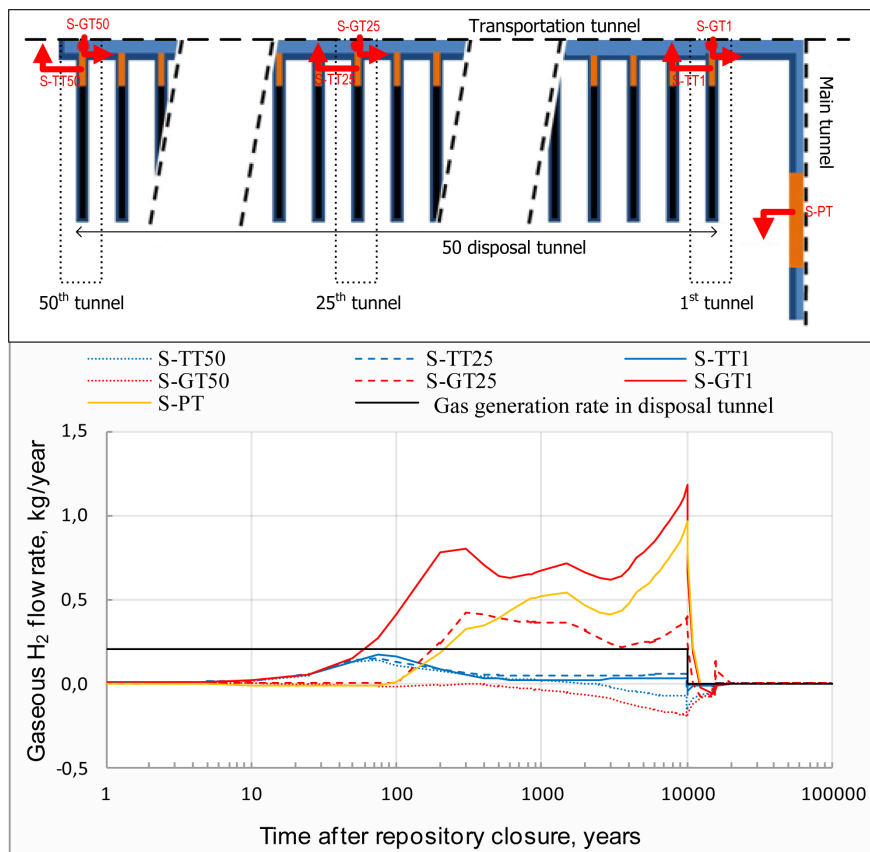 S-GT50
S-GT25
Transportation tunnel
S-GT1
S-TT50
S-TT25
S-TT1
Main tunnel
S-PT
50 disposal tunnel
50th tunnel
25th tunnel
1st tunnel
S-TT50
S-TT25
S-TT1
S-GT50
S-GT25
S-GT1
S-PT
Gas generation rate in disposal tunnel
Gaseous H2 flow rate, kg/year
1,5
1,0
0,5
0,0
-0,5
1
10
100
1000
10000
100000
Time after repository closure, years